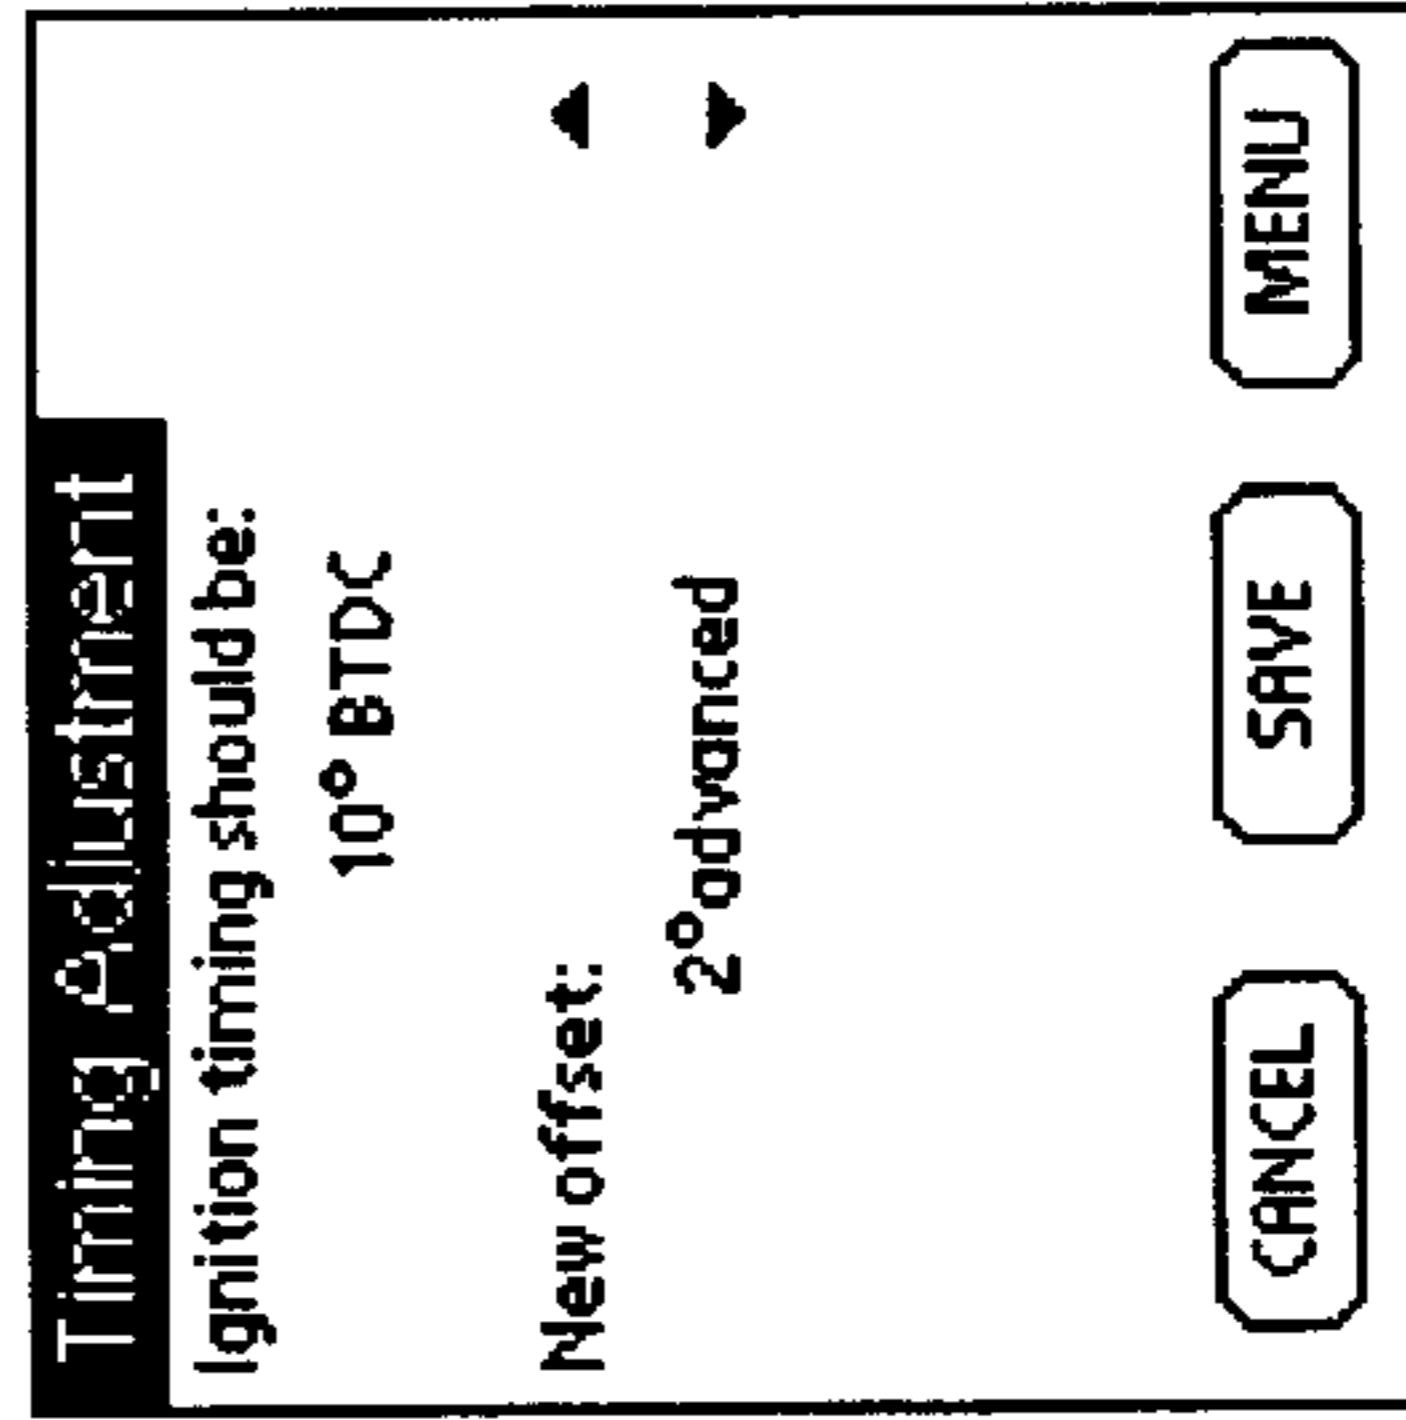 Timing Adjustment
Ignition timing should be:
10° BTDC
New offset:
2°advanced
CANCEL SAVE MENU